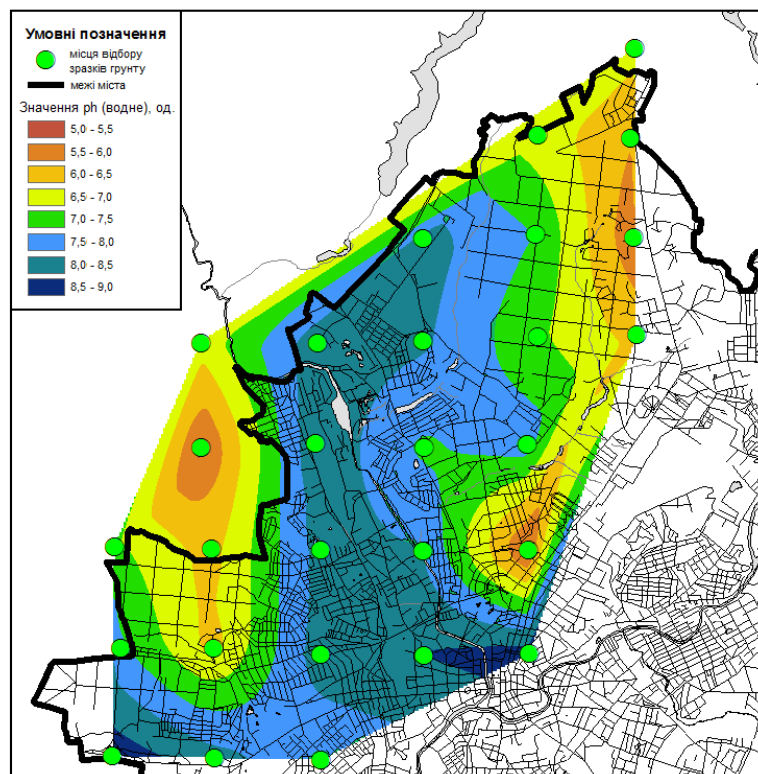 Умовні позначення
місця відбору
зразків грунту
межі міста
Значення ph (водне), од.
5,0 - 5,5
5,5 - 6,0
6,0 - 6,5
6,5 - 7,0
7,0 - 7,5
7,5 - 8,0
8,0 - 8,5
8,5 - 9,0